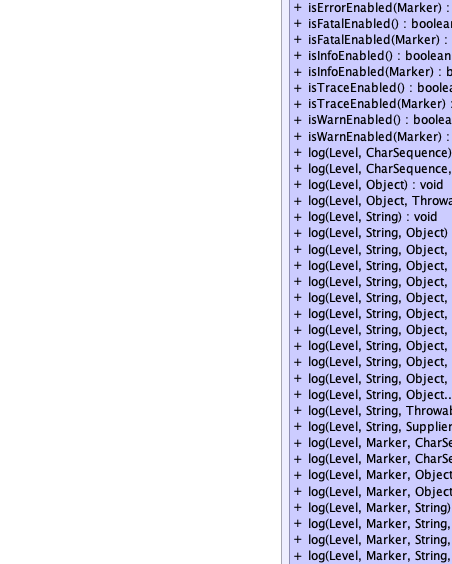 + isErrorEnabled(Marker) :
+ isFatalEnabled() : boolean
+ isFatalEnabled(Marker) :
+ isInfoEnabled() : boolean
+ isInfoEnabled(Marker) : b
+ isTraceEnabled() : boolea
+ isTraceEnabled(Marker) :
+ isWarnEnabled() : boolea
+ isWarnEnabled(Marker) :
+ log(Level, CharSequence)
+ log(Level, CharSequence,
+ log(Level, Object) : void
+ log(Level, Object, Throwa
+ log(Level, String) : void
+ log(Level, String, Object)
+ log(Level, String, Object,
+ log(Level, String, Object,
+ log(Level, String, Object,
+ log(Level, String, Object,
+ log(Level, String, Object,
+ log(Level, String, Object,
+ log(Level, String, Object,
+ log(Level, String, Object,
+ log(Level, String, Object,
+ log(Level, String, Object..
+ log(Level, String, Throwab
+ log(Level, String, Supplier
+ log(Level, Marker, CharSe
+ log(Level, Marker, CharSe
+ log(Level, Marker, Object
+ log(Level, Marker, Object
+ log(Level, Marker, String)
+ log(Level, Marker, String,
+ log(Level, Marker, String,
+ log(Level, Marker, String,